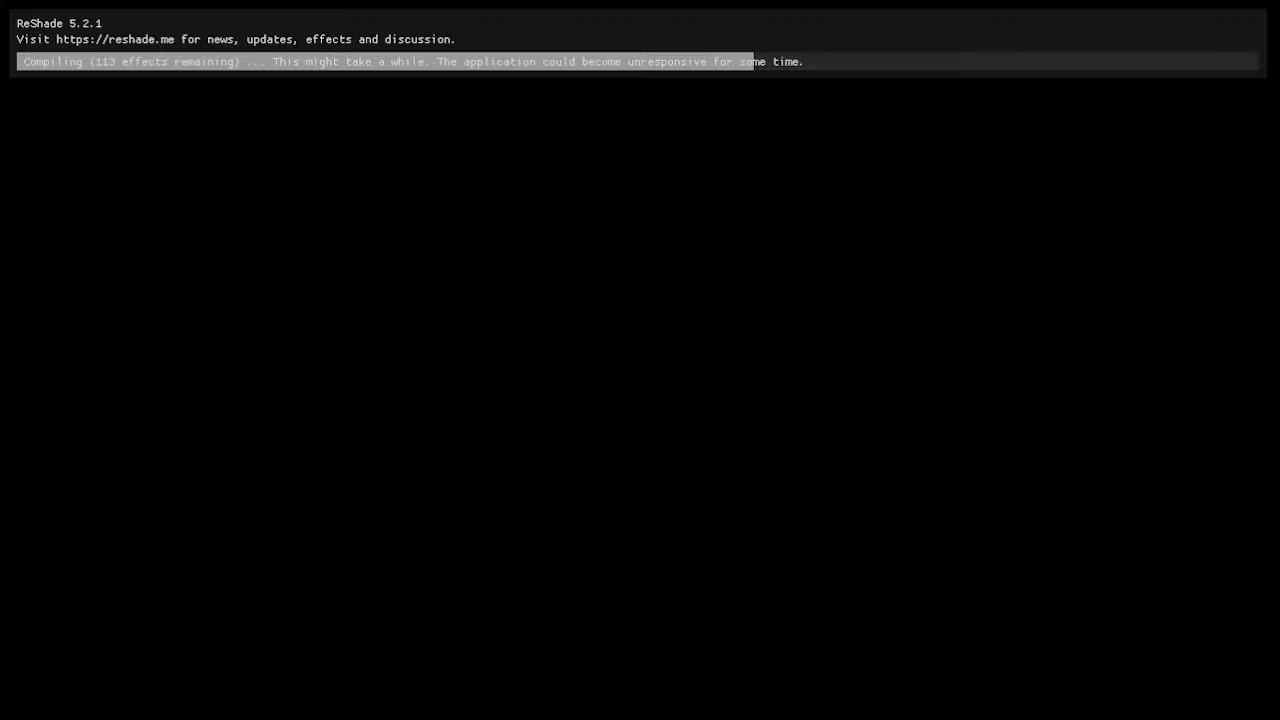 ReShade 5.2.1
Visit https://reshade.me for news, updates, effects and discussion.
Compiling (113 effects remaining) ... This might take a while. The application could become unresponsive for some time.